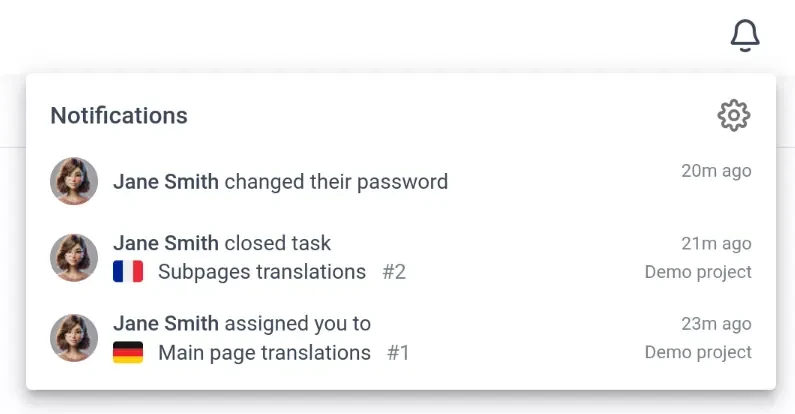 Notifications
Jane Smith changed their password 20m ago
Jane Smith closed task 21m ago
Subpages translations #2 Demo project
Jane Smith assigned you to 23m ago
Main page translations #1 Demo project